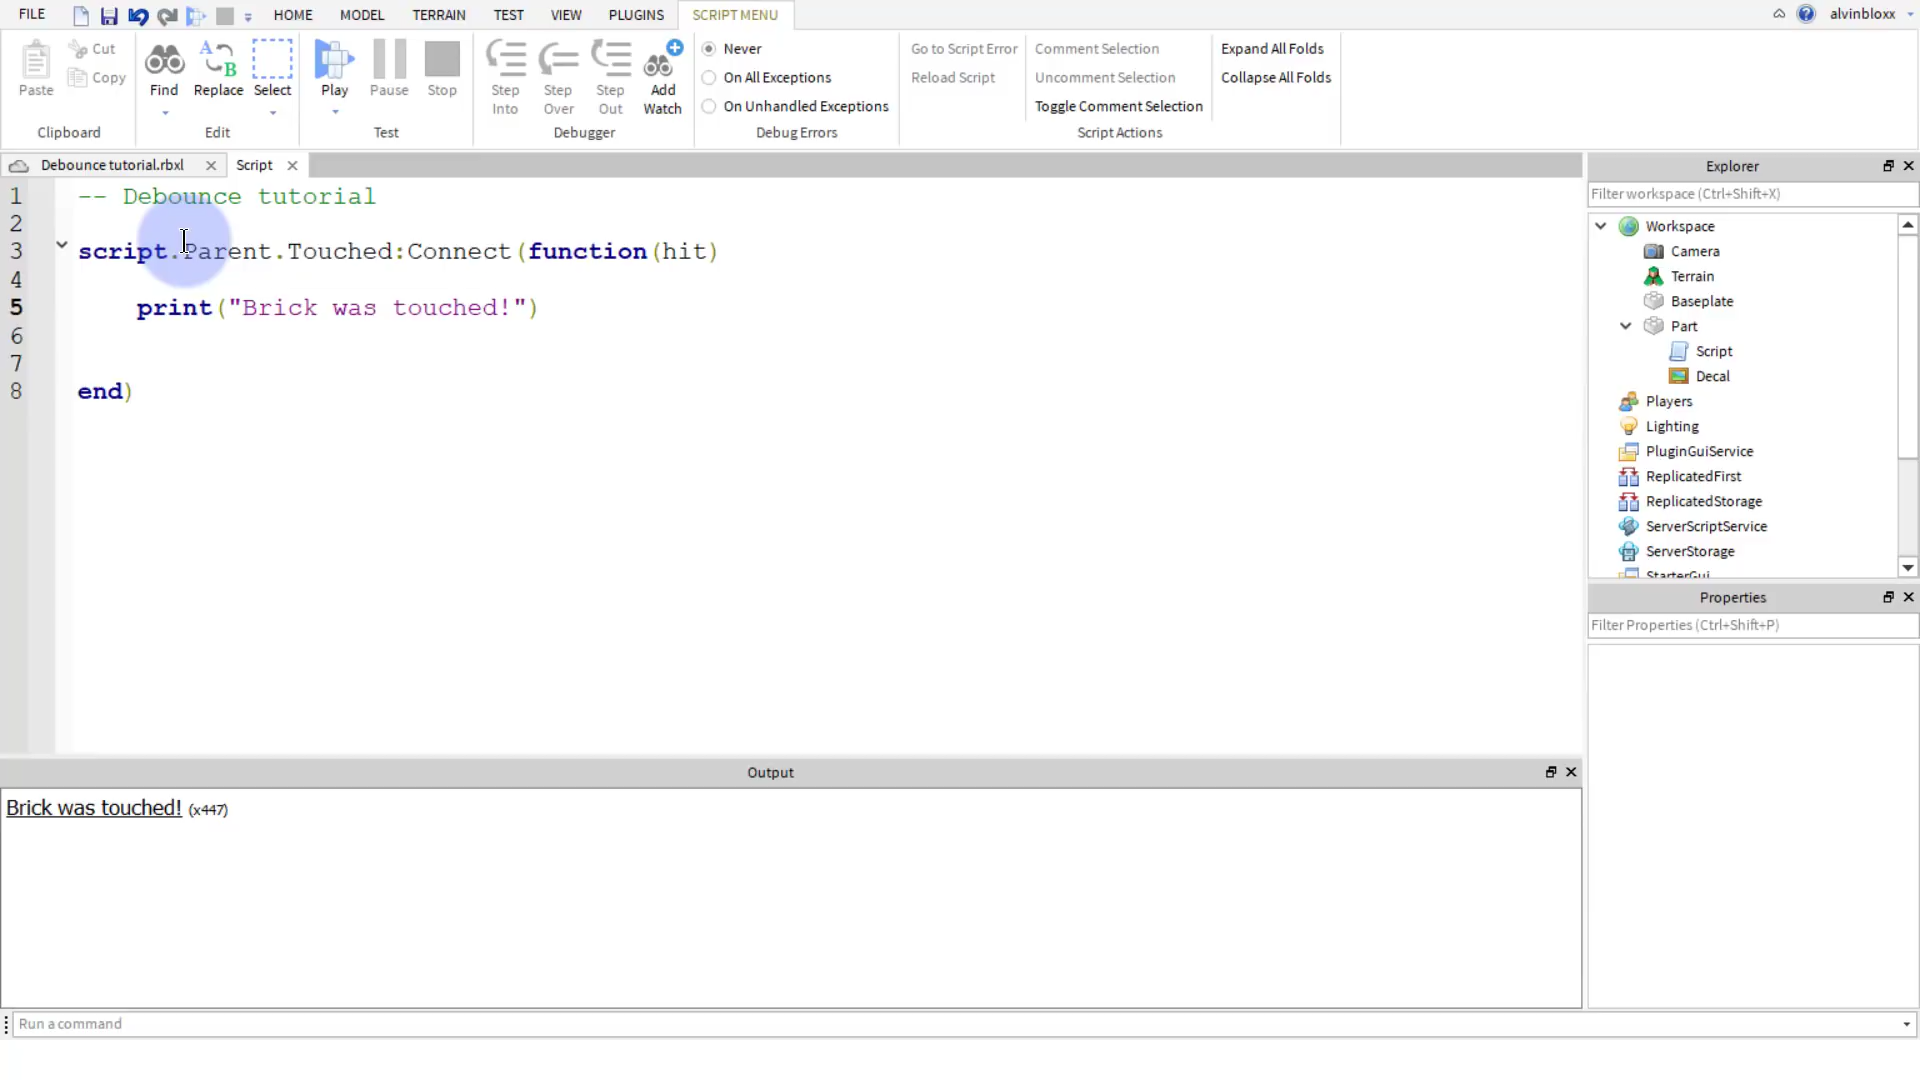 FILE HOME MODEL TERRAIN TEST VIEW PLUGINS SCRIPT MENU alvinbloxx
Paste Cut Copy
Clipboard
Find Replace Select
Edit
Play Pause Stop
Test
Step Into Step Over Step Out Add Watch
Debugger
Never
On All Exceptions
On Unhandled Exceptions
Debug Errors
Go to Script Error
Reload Script
Comment Selection
Uncomment Selection
Toggle Comment Selection
Script Actions
Expand All Folds
Collapse All Folds
Debounce tutorial.rbxl Script
1 -- Debounce tutorial
2
3 script.Parent.Touched:Connect(function(hit)
4
5 print("Brick was touched!")
6
7
8 end)
Output
Brick was touched! (x447)
Run a command
Explorer
Filter workspace (Ctrl+Shift+X)
Workspace
Camera
Terrain
Baseplate
Part
Script
Decal
Players
Lighting
PluginGuiService
ReplicatedFirst
ReplicatedStorage
ServerScriptService
ServerStorage
StarterGui
Properties
Filter Properties (Ctrl+Shift+P)